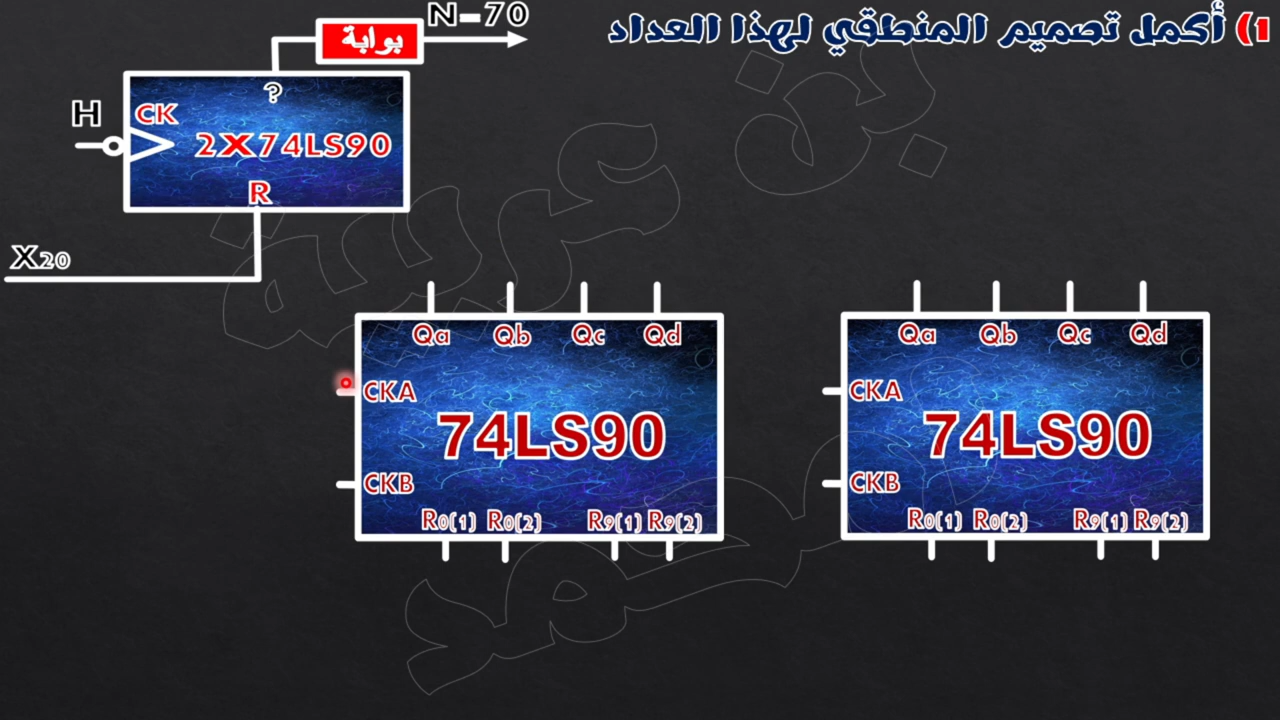 1) أكمل تصميم المنطقي لهذا العداد
N=70
بوابة
?
H
CK
2X74LS90
R
X20
Qa Qb Qc Qd
CKA
74LS90
CKB
R0(1) R0(2) R9(1) R9(2)
Qa Qb Qc Qd
CKA
74LS90
CKB
R0(1) R0(2) R9(1) R9(2)